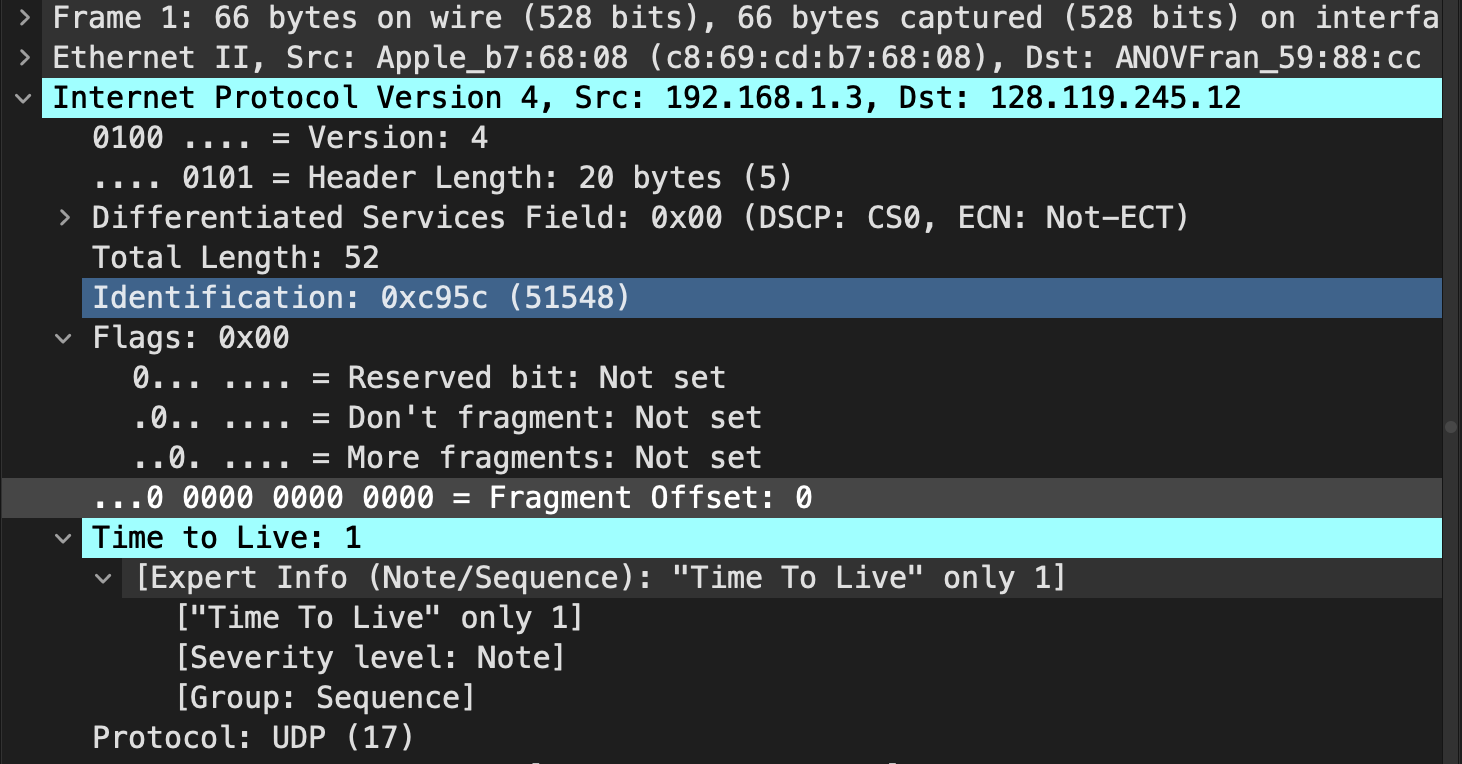 Frame 1: 66 bytes on wire (528 bits), 66 bytes captured (528 bits) on interfa
Ethernet II, Src: Apple_b7:68:08 (c8:69:cd:b7:68:08), Dst: ANOVFran_59:88:cc
Internet Protocol Version 4, Src: 192.168.1.3, Dst: 128.119.245.12
0100 .... = Version: 4
.... 0101 = Header Length: 20 bytes (5)
Differentiated Services Field: 0x00 (DSCP: CS0, ECN: Not-ECT)
Total Length: 52
Identification: 0xc95c (51548)
Flags: 0x00
0... .... = Reserved bit: Not set
.0.. .... = Don't fragment: Not set
..0. .... = More fragments: Not set
...0 0000 0000 0000 = Fragment Offset: 0
Time to Live: 1
[Expert Info (Note/Sequence): "Time To Live" only 1]
["Time To Live" only 1]
[Severity level: Note]
[Group: Sequence]
Protocol: UDP (17)